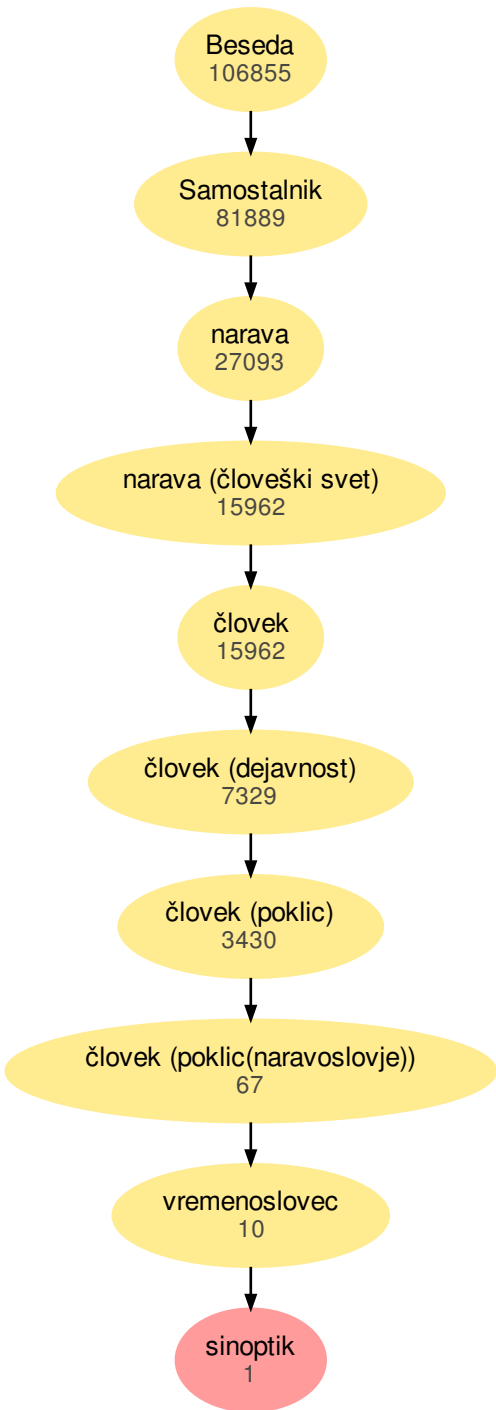 Beseda
106855
Samostalnik
81889
narava
27093
narava (človeški svet)
15962
človek
15962
človek (dejavnost)
7329
človek (poklic)
3430
človek (poklic(naravoslovje))
67
vremenoslovec
10
sinoptik
1